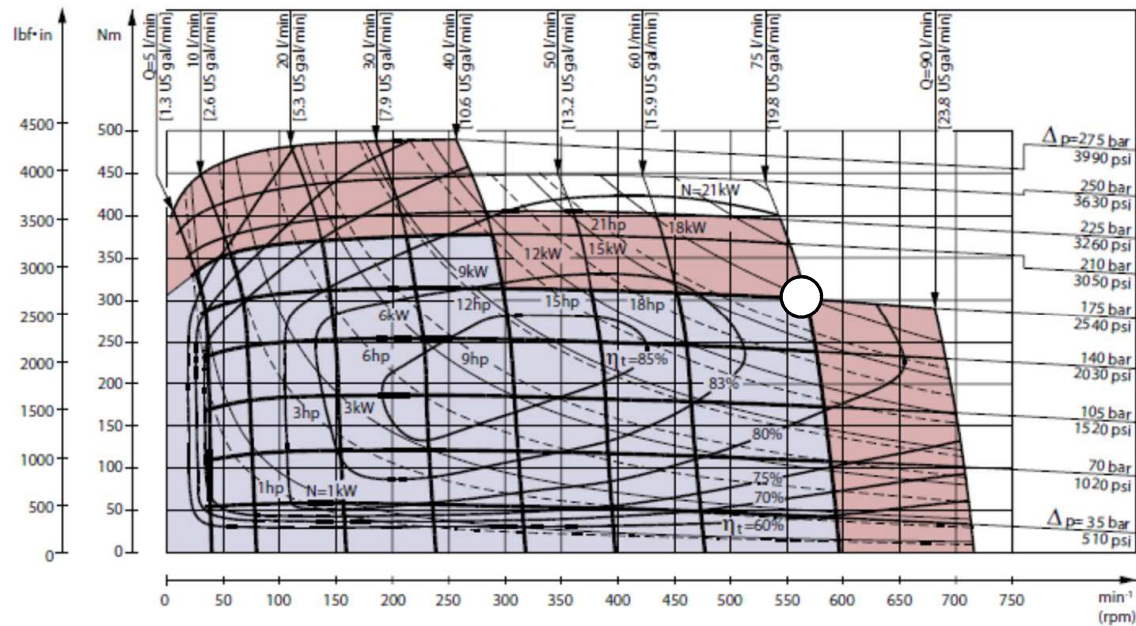 lbf•in
Nm
Q=5 l/min
[1.3 US gal/min]
10 l/min
[2.6 US gal/min]
20 l/min
[5.3 US gal/min]
30 l/min
[7.9 US gal/min]
40 l/min
[10.6 US gal/min]
50 l/min
[13.2 US gal/min]
60 l/min
[15.9 US gal/min]
75 l/min
[19.8 US gal/min]
Q=90 l/min
[23.8 US gal/min]
4500
4000
3500
3000
2500
2000
1500
1000
500
0
500
450
400
350
300
250
200
150
100
50
0
Δp=275 bar
3990 psi
250 bar
3630 psi
225 bar
3260 psi
210 bar
3050 psi
175 bar
2540 psi
140 bar
2030 psi
105 bar
1520 psi
70 bar
1020 psi
Δp=35 bar
510 psi
N=21kW
21hp
18kW
15kW
12kW
9kW
12hp
15hp
18hp
6kW
6hp
9hp
ηt=85%
83%
3hp
3kW
80%
1hp
N=1kW
75%
70%
ηt=60%
0
50
100
150
200
250
300
350
400
450
500
550
600
650
700
750
min⁻¹
(rpm)